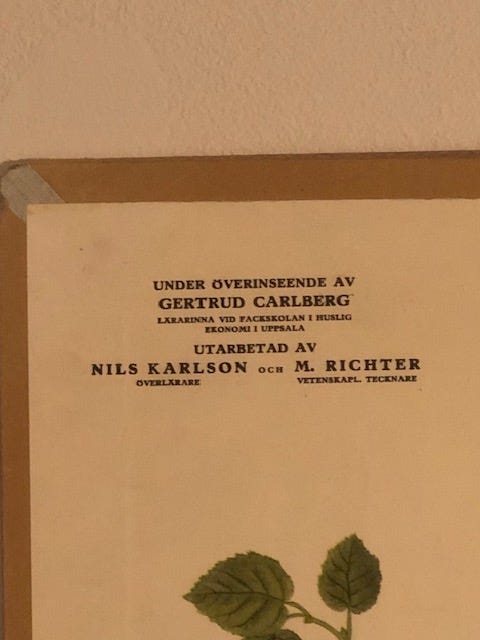 UNDER ÖVERINSEENDE AV
GERTRUD CARLBERG
LÄRARINNA VID FACKSKOLAN I HUSLIG
EKONOMI I UPPSALA
UTARBETAD AV
NILS KARLSON OCH M. RICHTER
ÖVERLÄRARE VETENSKAPL. TECKNARE